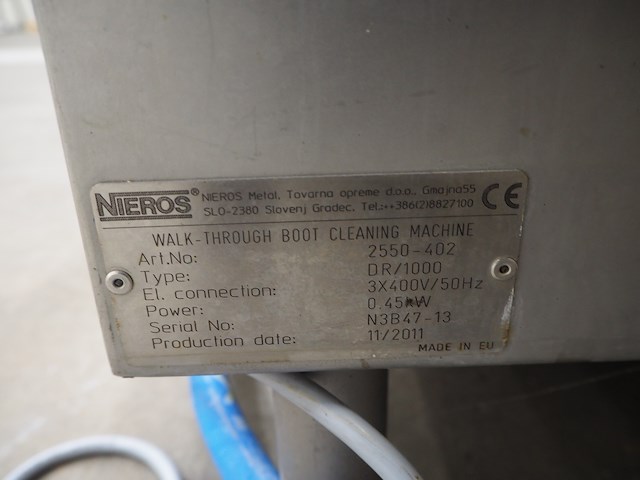 NIEROS® NIEROS Metal, Tovarna opreme d.o.o., Gmajna55
SLO-2380 Slovenj Gradec. Tel.:++386(2)8827100
CE
WALK-THROUGH BOOT CLEANING MACHINE
Art.No: 2550-402
Type: DR/1000
El. connection: 3X400V/50Hz
Power: 0.45kW
Serial No: N3B47-13
Production date: 11/2011
MADE IN EU